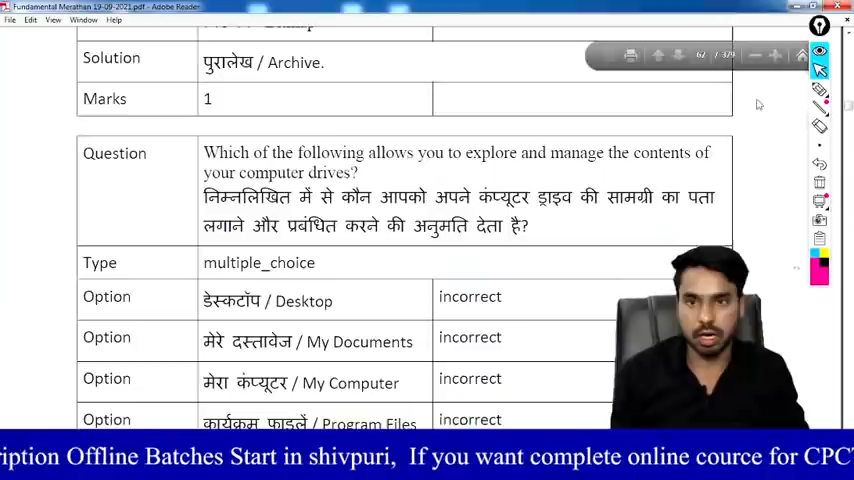 Fundamental Merathan 19-09-2021.pdf - Adobe Reader
File Edit View Window Help
62 / 379
Solution पुरालेख / Archive.
Marks 1
Question Which of the following allows you to explore and manage the contents of
your computer drives?
निम्नलिखित में से कौन आपको अपने कंप्यूटर ड्राइव की सामग्री का पता
लगाने और प्रबंधित करने की अनुमति देता है?
Type multiple_choice
Option डेस्कटॉप / Desktop incorrect
Option मेरे दस्तावेज / My Documents incorrect
Option मेरा कंप्यूटर / My Computer incorrect
Option कार्यक्रम फाइलें / Program Files incorrect
ription Offline Batches Start in shivpuri, If you want complete online cource for CPCT